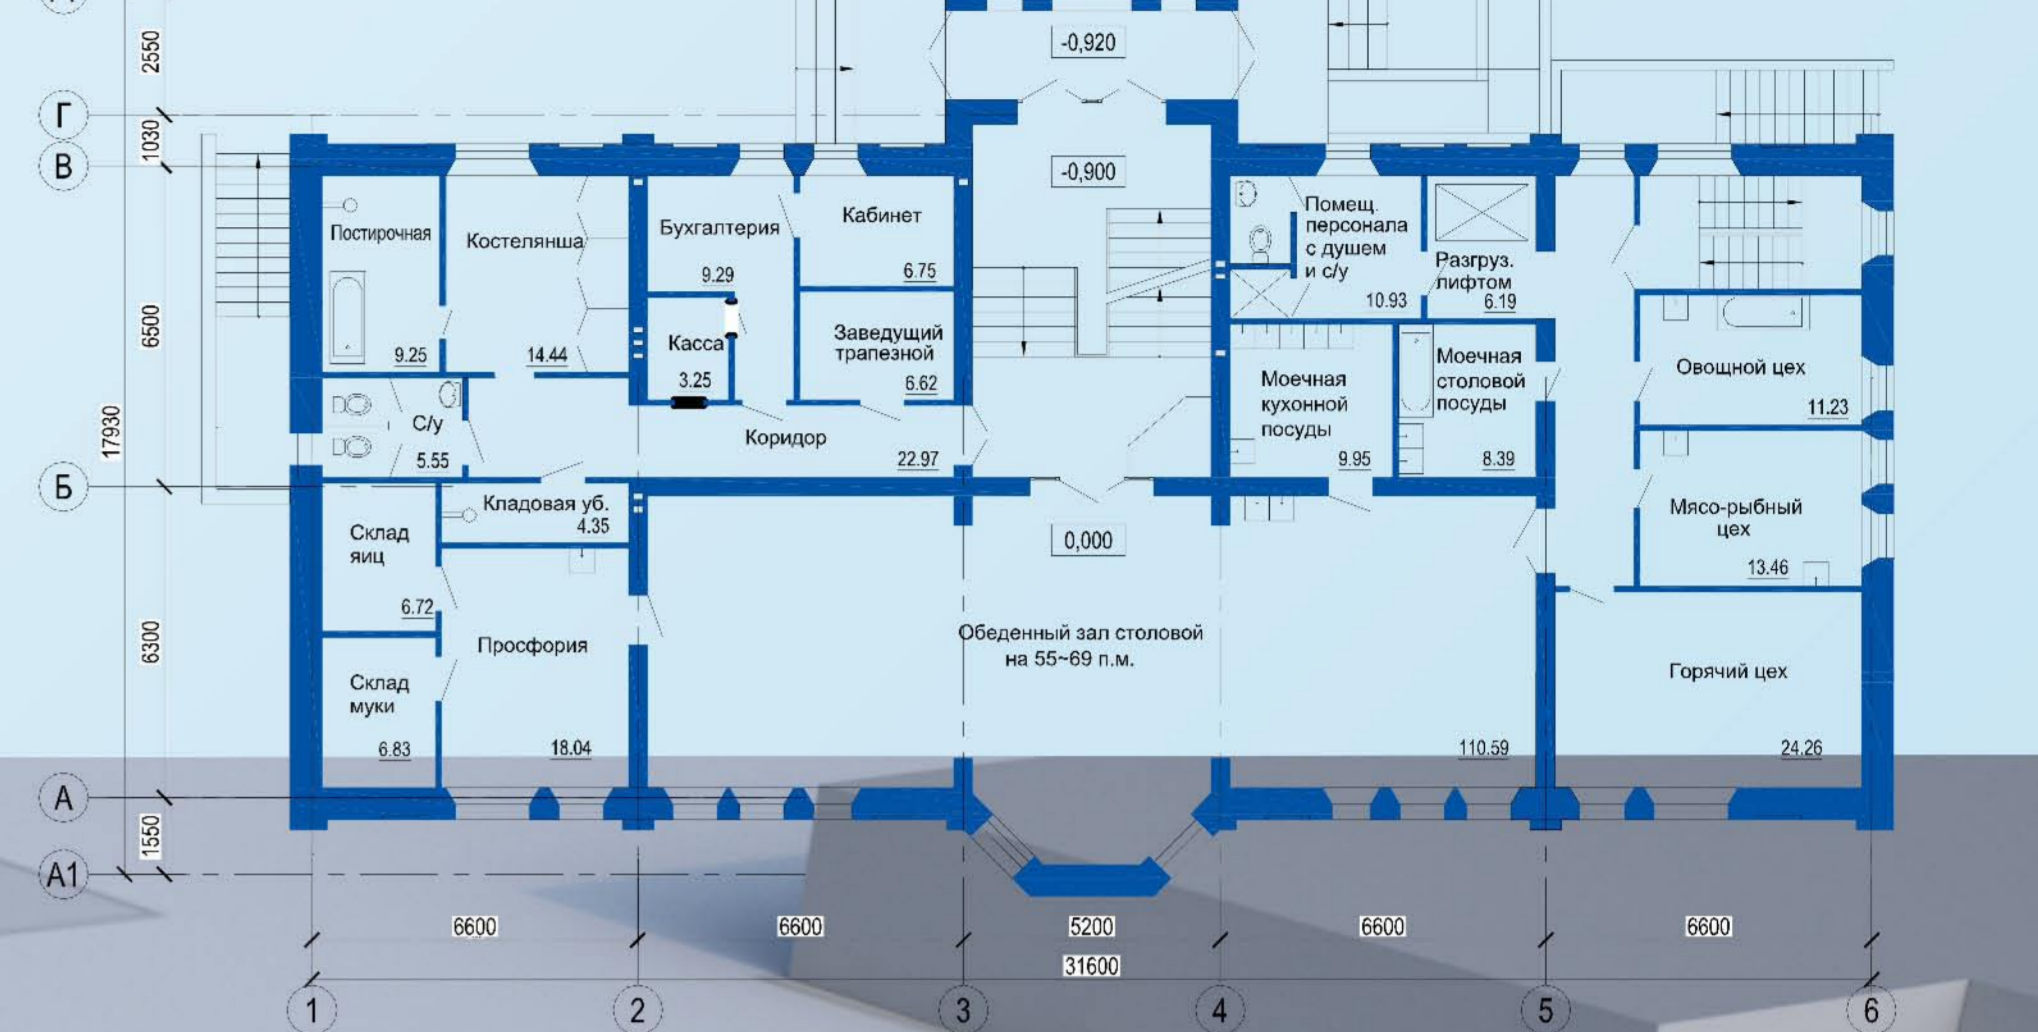 2550
-0,920
Г
1030
В
-0,900
Постирочная
9.25
Костелянша
14.44
Бухгалтерия
9.29
Кабинет
6.75
Касса
3.25
Заведущий
трапезной
6.62
Помещ.
персонала
с душем
и с/у
10.93
Разгруз.
лифтом
6.19
Моечная
кухонной
посуды
9.95
Моечная
столовой
посуды
8.39
Овощной цех
11.23
6500
17930
С/у
5.55
Коридор
22.97
Б
Кладовая уб.
4.35
Склад
яиц
6.72
0,000
Мясо-рыбный
цех
13.46
6300
Просфория
18.04
Склад
муки
6.83
Обеденный зал столовой
на 55~69 п.м.
110.59
Горячий цех
24.26
А
1550
А1
6600
6600
5200
6600
6600
31600
1
2
3
4
5
6